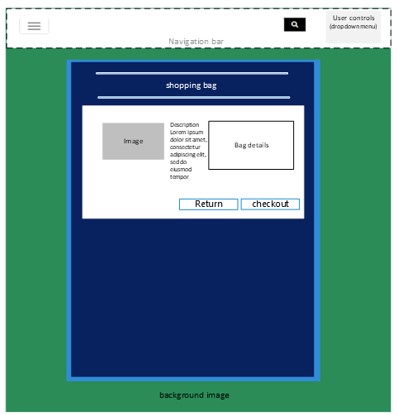 User controls
(dropdown menu)
Navigation bar
shopping bag
Image
Description
Lorem ipsum
dolor sit amet,
consectetur
adipiscing elit,
sed do
eiusmod
tempor
Bag details
Return
checkout
background image